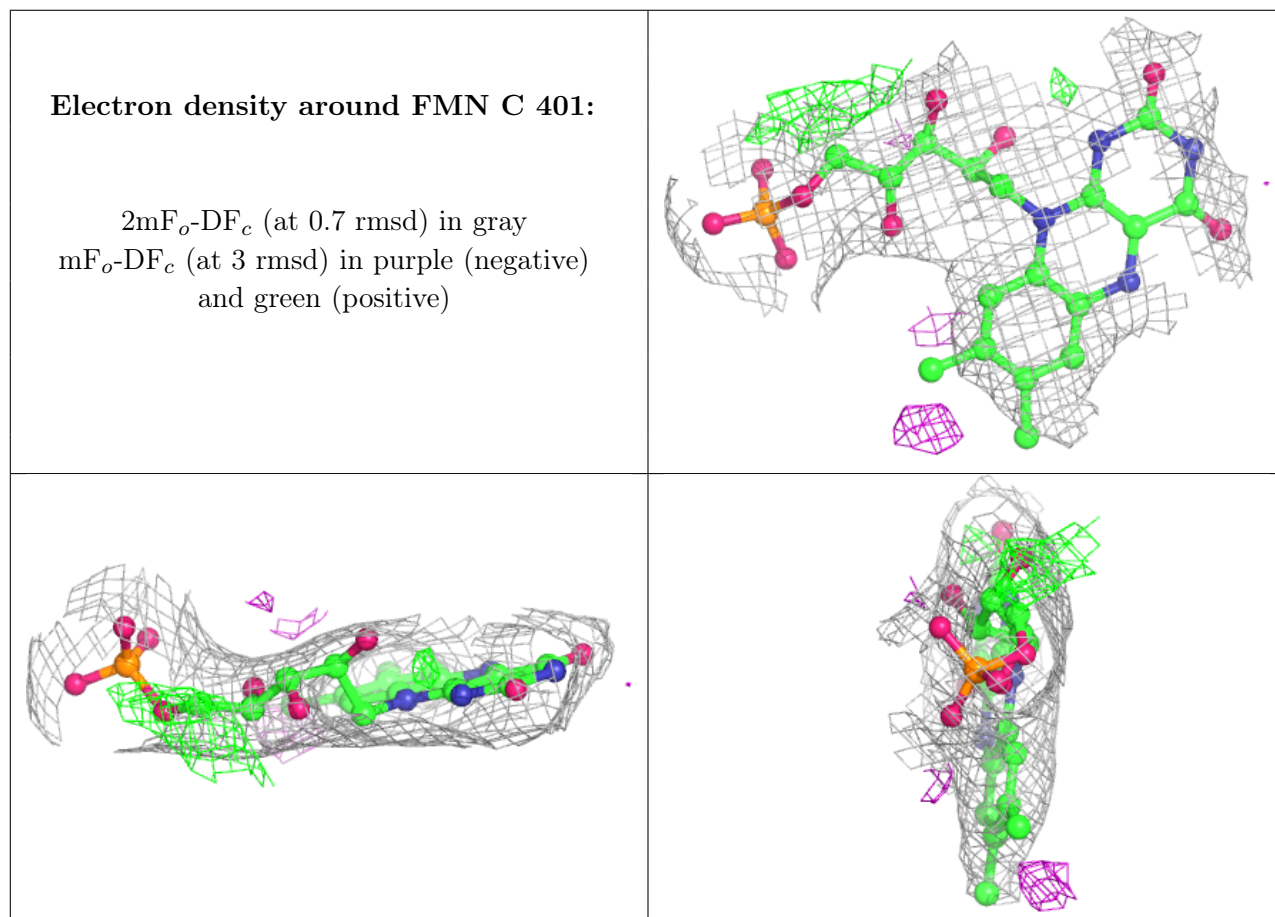 Electron density around FMN C 401:
2mFo-DFc (at 0.7 rmsd) in gray
mFo-DFc (at 3 rmsd) in purple (negative)
and green (positive)